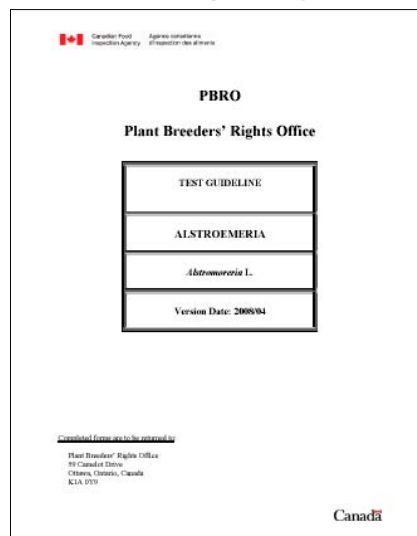 Canadian Food Agence canadienne
Inspection Agency d'inspection des aliments
PBRO
Plant Breeders' Rights Office
TEST GUIDELINE
ALSTROEMERIA
Alstromoreria L.
Version Date: 2008/04
Completed forms are to be returned to:
Plant Breeders' Rights Office
59 Camelot Drive
Ottawa, Ontario, Canada
K1A 0Y9
Canada